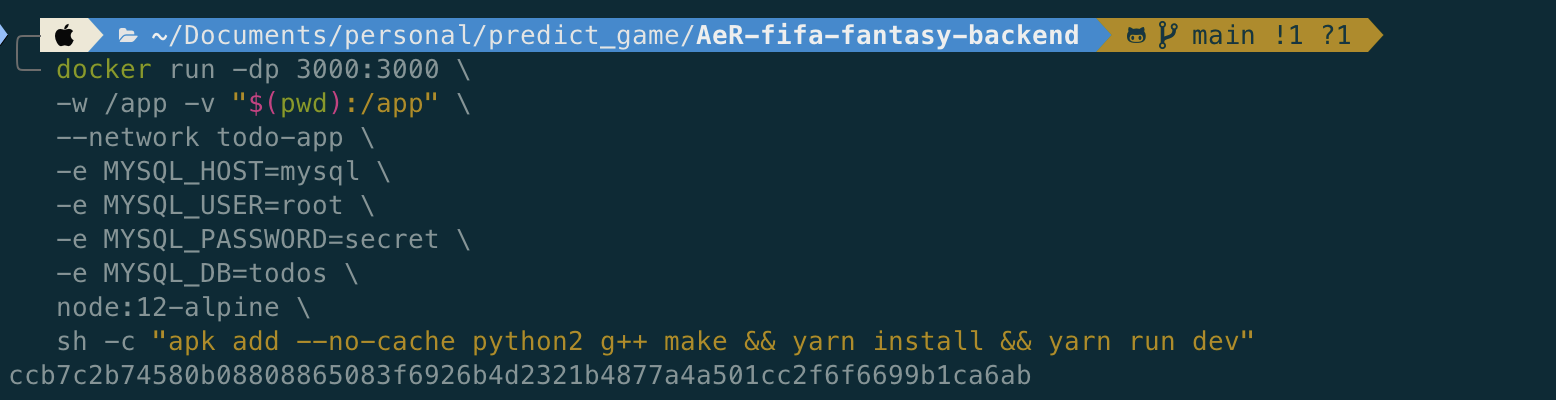 ~/Documents/personal/predict_game/AeR-fifa-fantasy-backend main !1 ?1
docker run -dp 3000:3000 \
-w /app -v "$(pwd):/app" \
--network todo-app \
-e MYSQL_HOST=mysql \
-e MYSQL_USER=root \
-e MYSQL_PASSWORD=secret \
-e MYSQL_DB=todos \
node:12-alpine \
sh -c "apk add --no-cache python2 g++ make && yarn install && yarn run dev"
ccb7c2b74580b08808865083f6926b4d2321b4877a4a501cc2f6f6699b1ca6ab